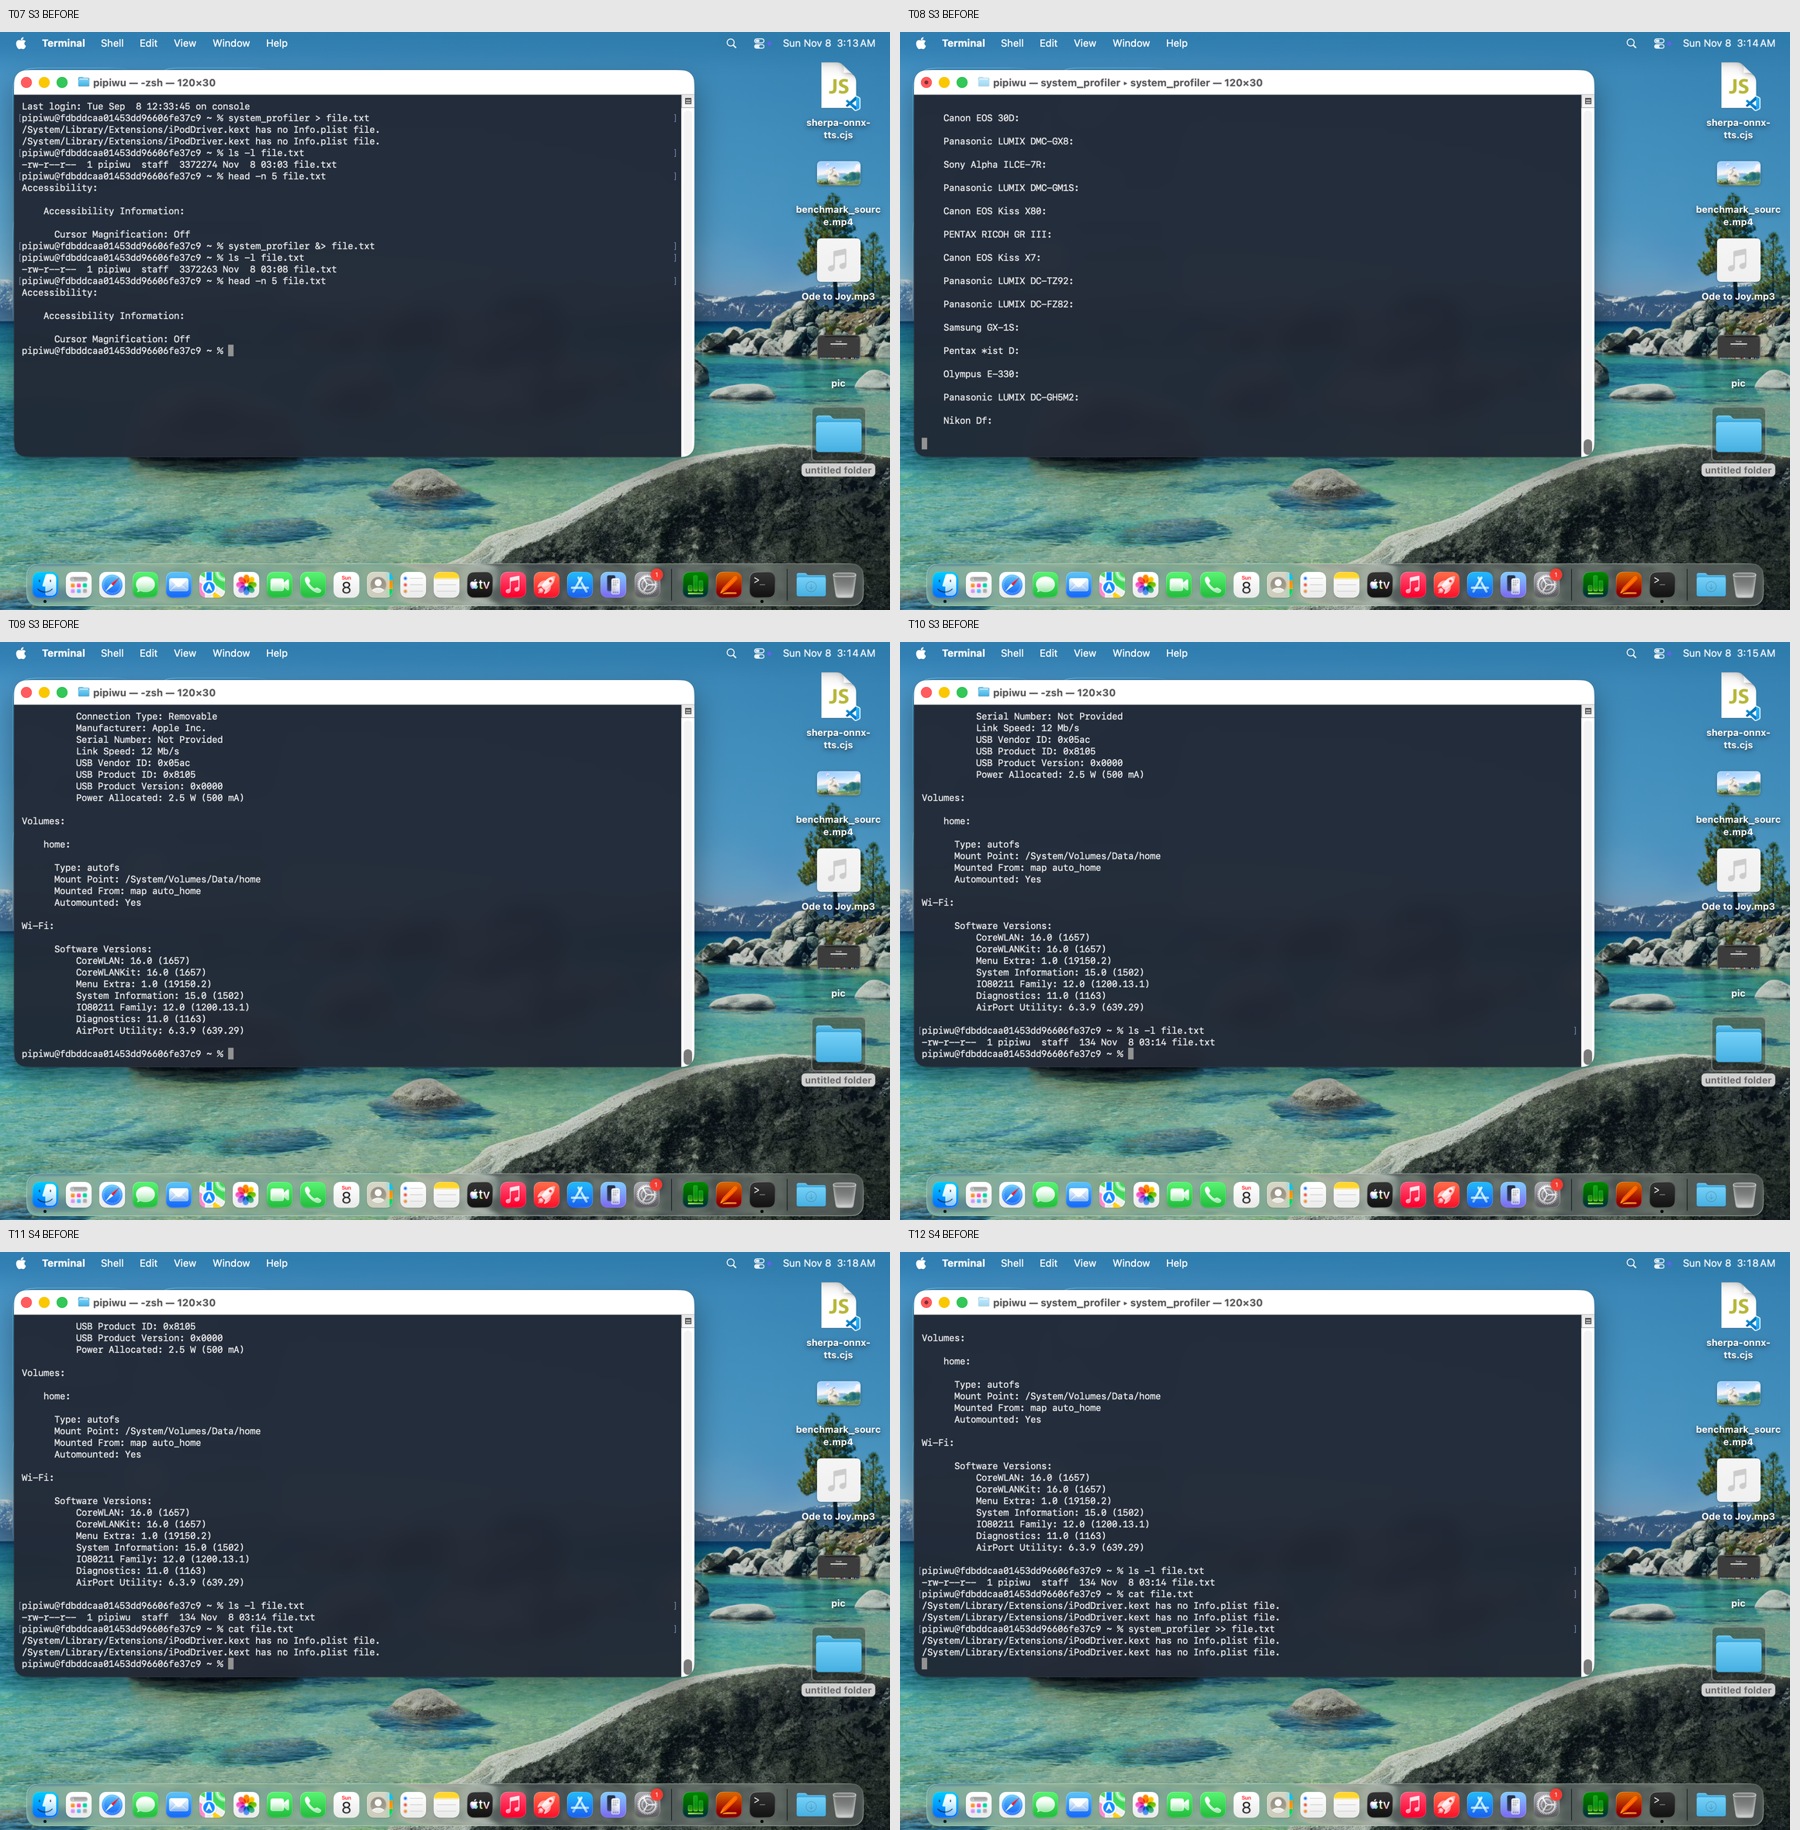 T07 S3 BEFORE
Terminal Shell Edit View Window Help
Sun Nov 8 3:13 AM
pipiwu — -zsh — 120×30
Last login: Tue Sep  8 12:33:45 on console
[pipiwu@fdbddcaa01453dd96606fe37c9 ~ % system_profiler > file.txt ]
/System/Library/Extensions/iPodDriver.kext has no Info.plist file.
/System/Library/Extensions/iPodDriver.kext has no Info.plist file.
[pipiwu@fdbddcaa01453dd96606fe37c9 ~ % ls -l file.txt ]
-rw-r--r--  1 pipiwu  staff  3372274 Nov  8 03:03 file.txt
[pipiwu@fdbddcaa01453dd96606fe37c9 ~ % head -n 5 file.txt ]
Accessibility:
Accessibility Information:
Cursor Magnification: Off
[pipiwu@fdbddcaa01453dd96606fe37c9 ~ % system_profiler &> file.txt ]
[pipiwu@fdbddcaa01453dd96606fe37c9 ~ % ls -l file.txt ]
-rw-r--r--  1 pipiwu  staff  3372263 Nov  8 03:08 file.txt
[pipiwu@fdbddcaa01453dd96606fe37c9 ~ % head -n 5 file.txt ]
Accessibility:
Accessibility Information:
Cursor Magnification: Off
pipiwu@fdbddcaa01453dd96606fe37c9 ~ %
JS
sherpa-onnx-
tts.cjs
benchmark_sourc
e.mp4
Ode to Joy.mp3
pic
untitled folder
Sun
8
tv
1
>_
T08 S3 BEFORE
Terminal Shell Edit View Window Help
Sun Nov 8 3:14 AM
pipiwu — system_profiler ▸ system_profiler — 120×30
Canon EOS 30D:
Panasonic LUMIX DMC-GX8:
Sony Alpha ILCE-7R:
Panasonic LUMIX DMC-GM1S:
Canon EOS Kiss X80:
PENTAX RICOH GR III:
Canon EOS Kiss X7:
Panasonic LUMIX DC-TZ92:
Panasonic LUMIX DC-FZ82:
Samsung GX-1S:
Pentax *ist D:
Olympus E-330:
Panasonic LUMIX DC-GH5M2:
Nikon Df:
JS
sherpa-onnx-
tts.cjs
benchmark_sourc
e.mp4
Ode to Joy.mp3
pic
untitled folder
Sun
8
tv
1
>_
T09 S3 BEFORE
Terminal Shell Edit View Window Help
Sun Nov 8 3:14 AM
pipiwu — -zsh — 120×30
Connection Type: Removable
Manufacturer: Apple Inc.
Serial Number: Not Provided
Link Speed: 12 Mb/s
USB Vendor ID: 0x05ac
USB Product ID: 0x8105
USB Product Version: 0x0000
Power Allocated: 2.5 W (500 mA)
Volumes:
home:
Type: autofs
Mount Point: /System/Volumes/Data/home
Mounted From: map auto_home
Automounted: Yes
Wi-Fi:
Software Versions:
CoreWLAN: 16.0 (1657)
CoreWLANKit: 16.0 (1657)
Menu Extra: 1.0 (19150.2)
System Information: 15.0 (1502)
IO80211 Family: 12.0 (1200.13.1)
Diagnostics: 11.0 (1163)
AirPort Utility: 6.3.9 (639.29)
pipiwu@fdbddcaa01453dd96606fe37c9 ~ %
JS
sherpa-onnx-
tts.cjs
benchmark_sourc
e.mp4
Ode to Joy.mp3
pic
untitled folder
Sun
8
tv
1
>_
T10 S3 BEFORE
Terminal Shell Edit View Window Help
Sun Nov 8 3:15 AM
pipiwu — -zsh — 120×30
Serial Number: Not Provided
Link Speed: 12 Mb/s
USB Vendor ID: 0x05ac
USB Product ID: 0x8105
USB Product Version: 0x0000
Power Allocated: 2.5 W (500 mA)
Volumes:
home:
Type: autofs
Mount Point: /System/Volumes/Data/home
Mounted From: map auto_home
Automounted: Yes
Wi-Fi:
Software Versions:
CoreWLAN: 16.0 (1657)
CoreWLANKit: 16.0 (1657)
Menu Extra: 1.0 (19150.2)
System Information: 15.0 (1502)
IO80211 Family: 12.0 (1200.13.1)
Diagnostics: 11.0 (1163)
AirPort Utility: 6.3.9 (639.29)
[pipiwu@fdbddcaa01453dd96606fe37c9 ~ % ls -l file.txt ]
-rw-r--r--  1 pipiwu  staff  134 Nov  8 03:14 file.txt
pipiwu@fdbddcaa01453dd96606fe37c9 ~ %
JS
sherpa-onnx-
tts.cjs
benchmark_sourc
e.mp4
Ode to Joy.mp3
pic
untitled folder
Sun
8
tv
1
>_
T11 S4 BEFORE
Terminal Shell Edit View Window Help
Sun Nov 8 3:18 AM
pipiwu — -zsh — 120×30
USB Product ID: 0x8105
USB Product Version: 0x0000
Power Allocated: 2.5 W (500 mA)
Volumes:
home:
Type: autofs
Mount Point: /System/Volumes/Data/home
Mounted From: map auto_home
Automounted: Yes
Wi-Fi:
Software Versions:
CoreWLAN: 16.0 (1657)
CoreWLANKit: 16.0 (1657)
Menu Extra: 1.0 (19150.2)
System Information: 15.0 (1502)
IO80211 Family: 12.0 (1200.13.1)
Diagnostics: 11.0 (1163)
AirPort Utility: 6.3.9 (639.29)
[pipiwu@fdbddcaa01453dd96606fe37c9 ~ % ls -l file.txt ]
-rw-r--r--  1 pipiwu  staff  134 Nov  8 03:14 file.txt
[pipiwu@fdbddcaa01453dd96606fe37c9 ~ % cat file.txt ]
/System/Library/Extensions/iPodDriver.kext has no Info.plist file.
/System/Library/Extensions/iPodDriver.kext has no Info.plist file.
pipiwu@fdbddcaa01453dd96606fe37c9 ~ %
JS
sherpa-onnx-
tts.cjs
benchmark_sourc
e.mp4
Ode to Joy.mp3
pic
untitled folder
Sun
8
tv
1
>_
T12 S4 BEFORE
Terminal Shell Edit View Window Help
Sun Nov 8 3:18 AM
pipiwu — system_profiler ▸ system_profiler — 120×30
Volumes:
home:
Type: autofs
Mount Point: /System/Volumes/Data/home
Mounted From: map auto_home
Automounted: Yes
Wi-Fi:
Software Versions:
CoreWLAN: 16.0 (1657)
CoreWLANKit: 16.0 (1657)
Menu Extra: 1.0 (19150.2)
System Information: 15.0 (1502)
IO80211 Family: 12.0 (1200.13.1)
Diagnostics: 11.0 (1163)
AirPort Utility: 6.3.9 (639.29)
[pipiwu@fdbddcaa01453dd96606fe37c9 ~ % ls -l file.txt ]
-rw-r--r--  1 pipiwu  staff  134 Nov  8 03:14 file.txt
[pipiwu@fdbddcaa01453dd96606fe37c9 ~ % cat file.txt ]
/System/Library/Extensions/iPodDriver.kext has no Info.plist file.
/System/Library/Extensions/iPodDriver.kext has no Info.plist file.
[pipiwu@fdbddcaa01453dd96606fe37c9 ~ % system_profiler >> file.txt ]
/System/Library/Extensions/iPodDriver.kext has no Info.plist file.
/System/Library/Extensions/iPodDriver.kext has no Info.plist file.
JS
sherpa-onnx-
tts.cjs
benchmark_sourc
e.mp4
Ode to Joy.mp3
pic
untitled folder
Sun
8
tv
1
>_